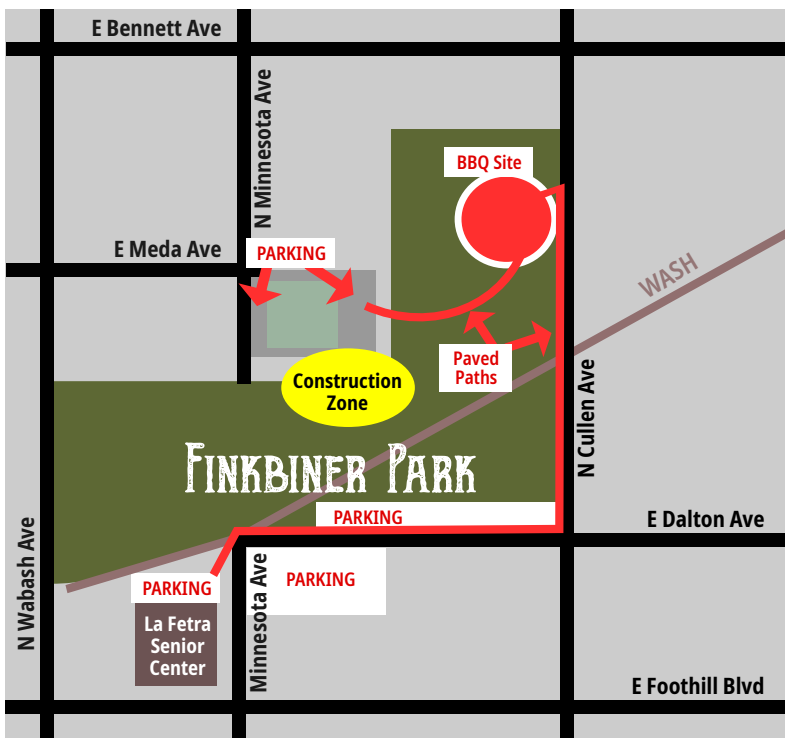 E Bennett Ave
N Minnesota Ave
BBQ Site
E Meda Ave
PARKING
WASH
Paved
Paths
Construction
Zone
N Cullen Ave
FINKBINER PARK
PARKING
E Dalton Ave
N Wabash Ave
PARKING
PARKING
Minnesota Ave
La Fetra
Senior
Center
E Foothill Blvd